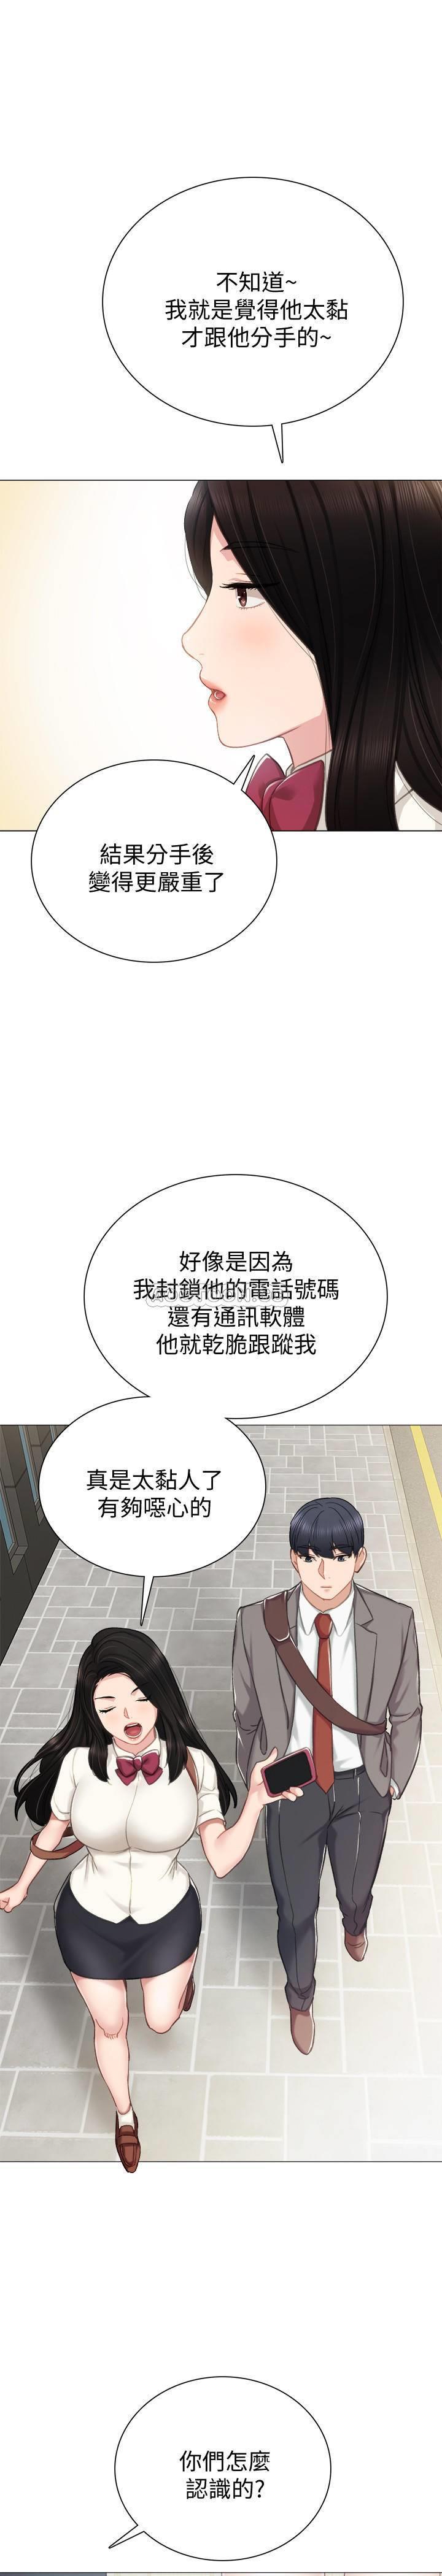 不知道~
我就是覺得他太黏
才跟他分手的~
結果分手後
變得更嚴重了
好像是因為
我封鎖他的電話號碼
還有通訊軟體
他就乾脆跟蹤我
真是太黏人了
有夠噁心的
你們怎麼
認識的?